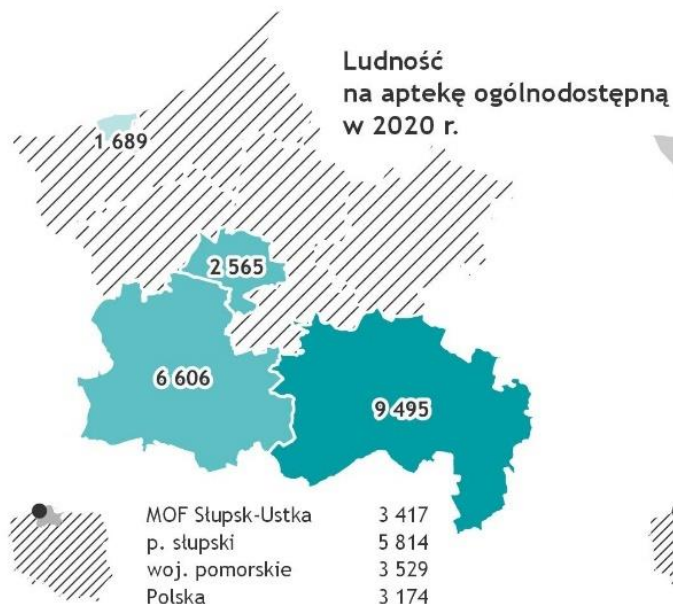 Ludność
na aptekę ogólnodostępną
w 2020 r.
1 689
2 565
6 606
9 495
MOF Słupsk-Ustka 3 417
p. słupski 5 814
woj. pomorskie 3 529
Polska 3 174